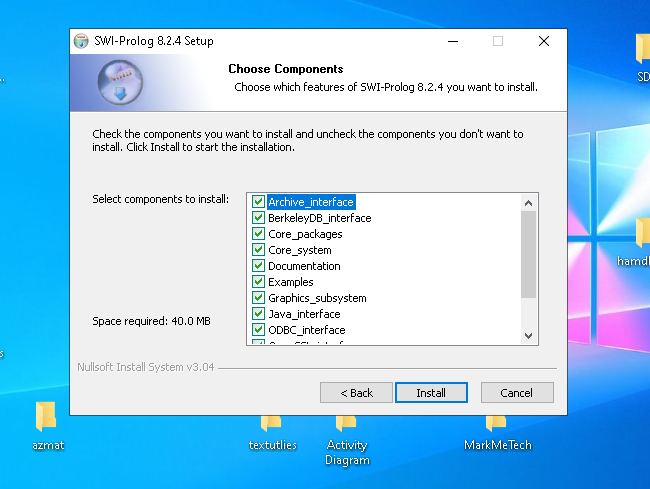 SWI-Prolog 8.2.4 Setup
Choose Components
Choose which features of SWI-Prolog 8.2.4 you want to install.
Check the components you want to install and uncheck the components you don't want to
install. Click Install to start the installation.
Select components to install:
Archive_interface
BerkeleyDB_interface
Core_packages
Core_system
Documentation
Examples
Graphics_subsystem
Java_interface
ODBC_interface
Space required: 40.0 MB
Nullsoft Install System v3.04
< Back
Install
Cancel
azmat
textutlies
Activity
Diagram
MarkMeTech